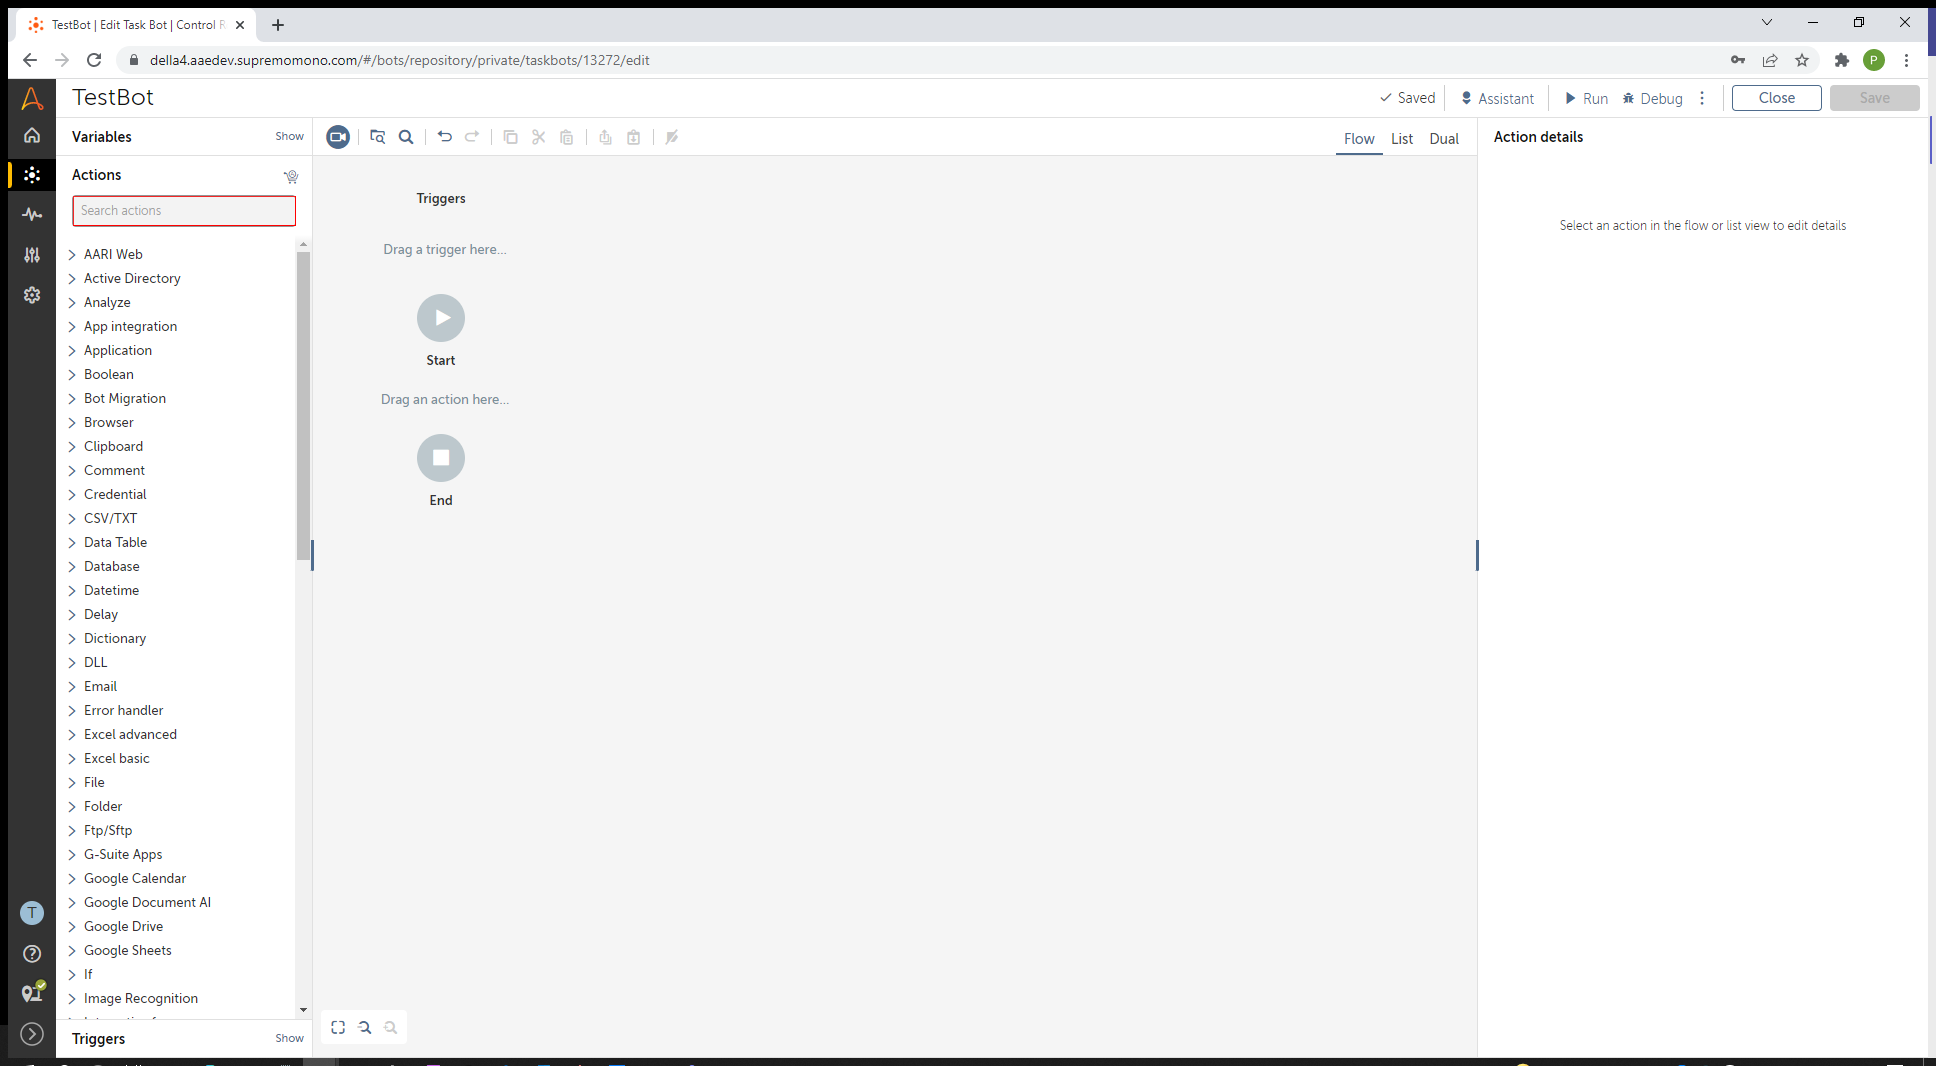 TestBot | Edit Task Bot | Control R
della4.aaedev.supremomono.com/#/bots/repository/private/taskbots/13272/edit
P
TestBot
Saved
Assistant
Run
Debug
Close
Save
Variables
Show
Flow
List
Dual
Action details
Actions
Search actions
Triggers
Drag a trigger here...
Select an action in the flow or list view to edit details
Start
Drag an action here...
End
AARI Web
Active Directory
Analyze
App integration
Application
Boolean
Bot Migration
Browser
Clipboard
Comment
Credential
CSV/TXT
Data Table
Database
Datetime
Delay
Dictionary
DLL
Email
Error handler
Excel advanced
Excel basic
File
Folder
Ftp/Sftp
G-Suite Apps
Google Calendar
Google Document AI
Google Drive
Google Sheets
If
Image Recognition
T
Triggers
Show